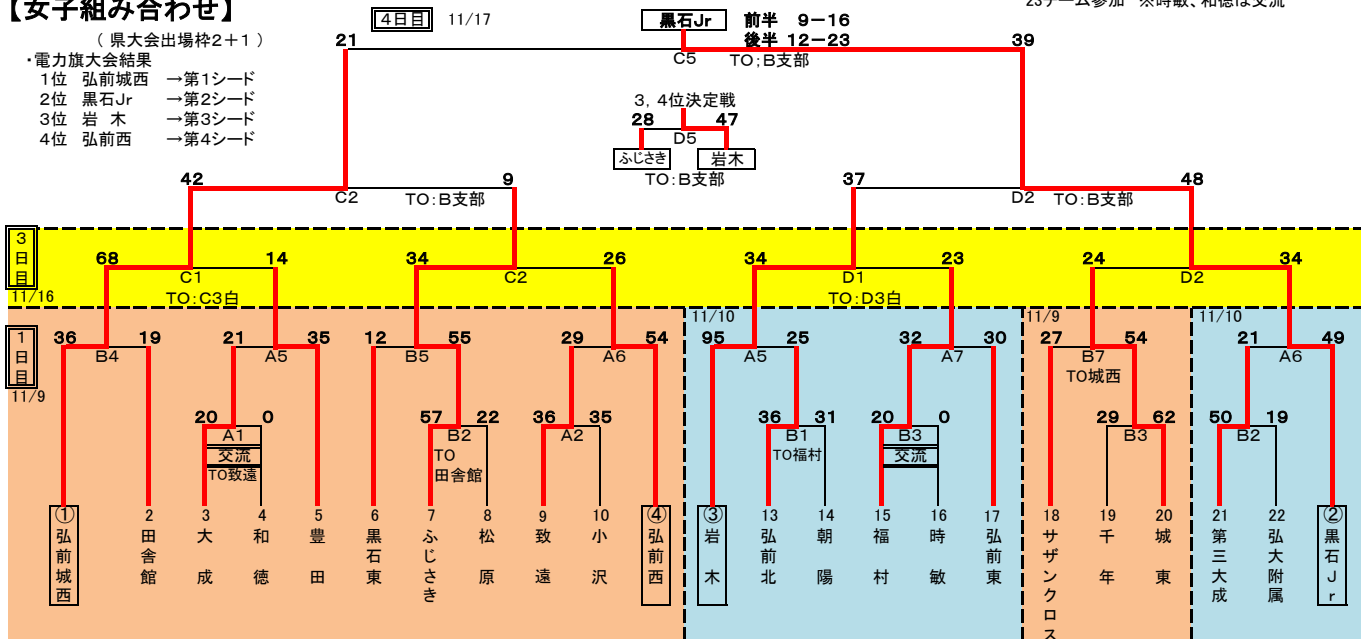 【女子組み合わせ】
4日目 11/17
黒石Jr 前半 9－16
後半 12－23
23チーム参加 ※時敏、和徳は交流
（県大会出場枠2＋1）
21 39
C5 TO;B支部
・電力旗大会結果
1位 弘前城西 →第1シード
2位 黒石Jr →第2シード
3位 岩 木 →第3シード
4位 弘前西 →第4シード
3, 4位決定戦
28 47
D5
ふじさき 岩木
TO:B支部
42 9 37 48
C2 TO:B支部 D2 TO:B支部
3日目
11/16
68 14 34 26 34 23 24 34
C1 C2 D1 D2
TO:C3白 TO:D3白
11/10 11/9 11/10
1日目
11/9
36 19 21 35 12 55 29 54 95 25 32 30 27 54 21 49
B4 A5 B5 A6 A5 A7 B7 A6
TO城西
20 0 57 22 36 35 36 31 20 0 29 62 50 19
A1 B2 A2 B1 B3 B3 B2
交流 TO TO福村 交流
TO致遠 田舎館
① 弘前城西
2 田舎館
3 大成
4 和徳
5 豊田
6 黒石東
7 ふじさき
8 松原
9 致遠
10 小沢
④ 弘前西
③ 岩木
13 弘前北
14 朝陽
15 福村
16 時敏
17 弘前東
18 サザンクロス
19 千年
20 城東
21 第三大成
22 弘大附属
② 黒石Jr